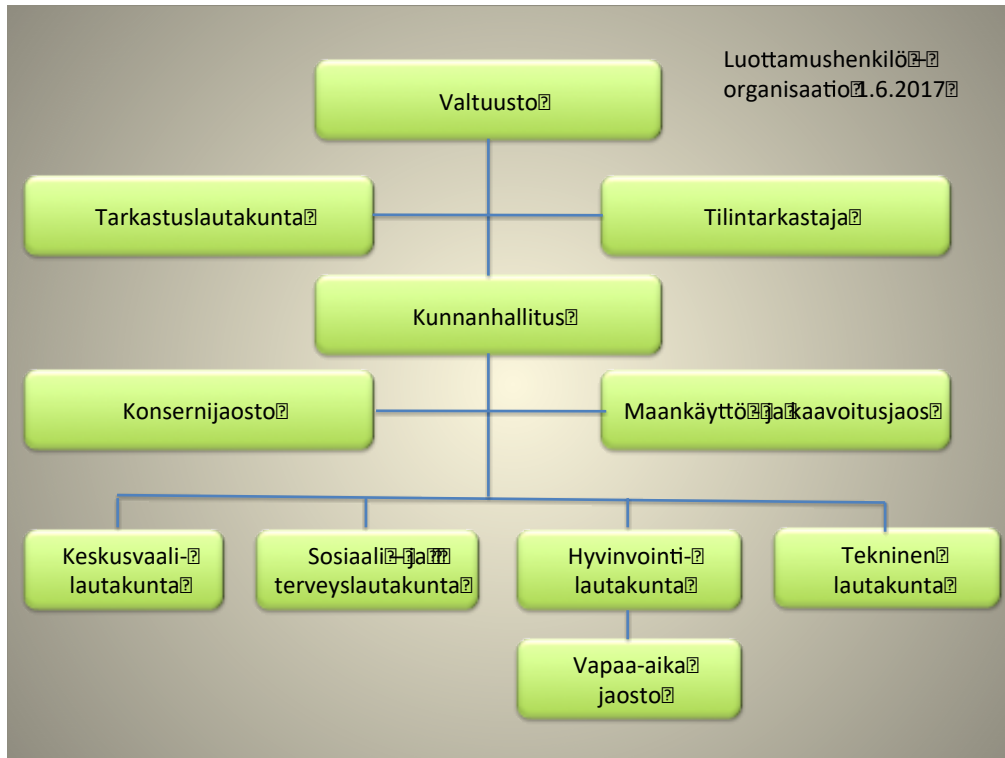 Luottamushenkilö –
organisaatio 1.6.2017
Valtuusto
Tarkastuslautakunta
Tilintarkastaja
Kunnanhallitus
Konsernijaosto
Maankäyttö- ja kaavoitusjaos
Keskusvaali-
lautakunta
Sosiaali – ja
terveyslautakunta
Hyvinvointi-
lautakunta
Tekninen
lautakunta
Vapaa-aika
jaosto